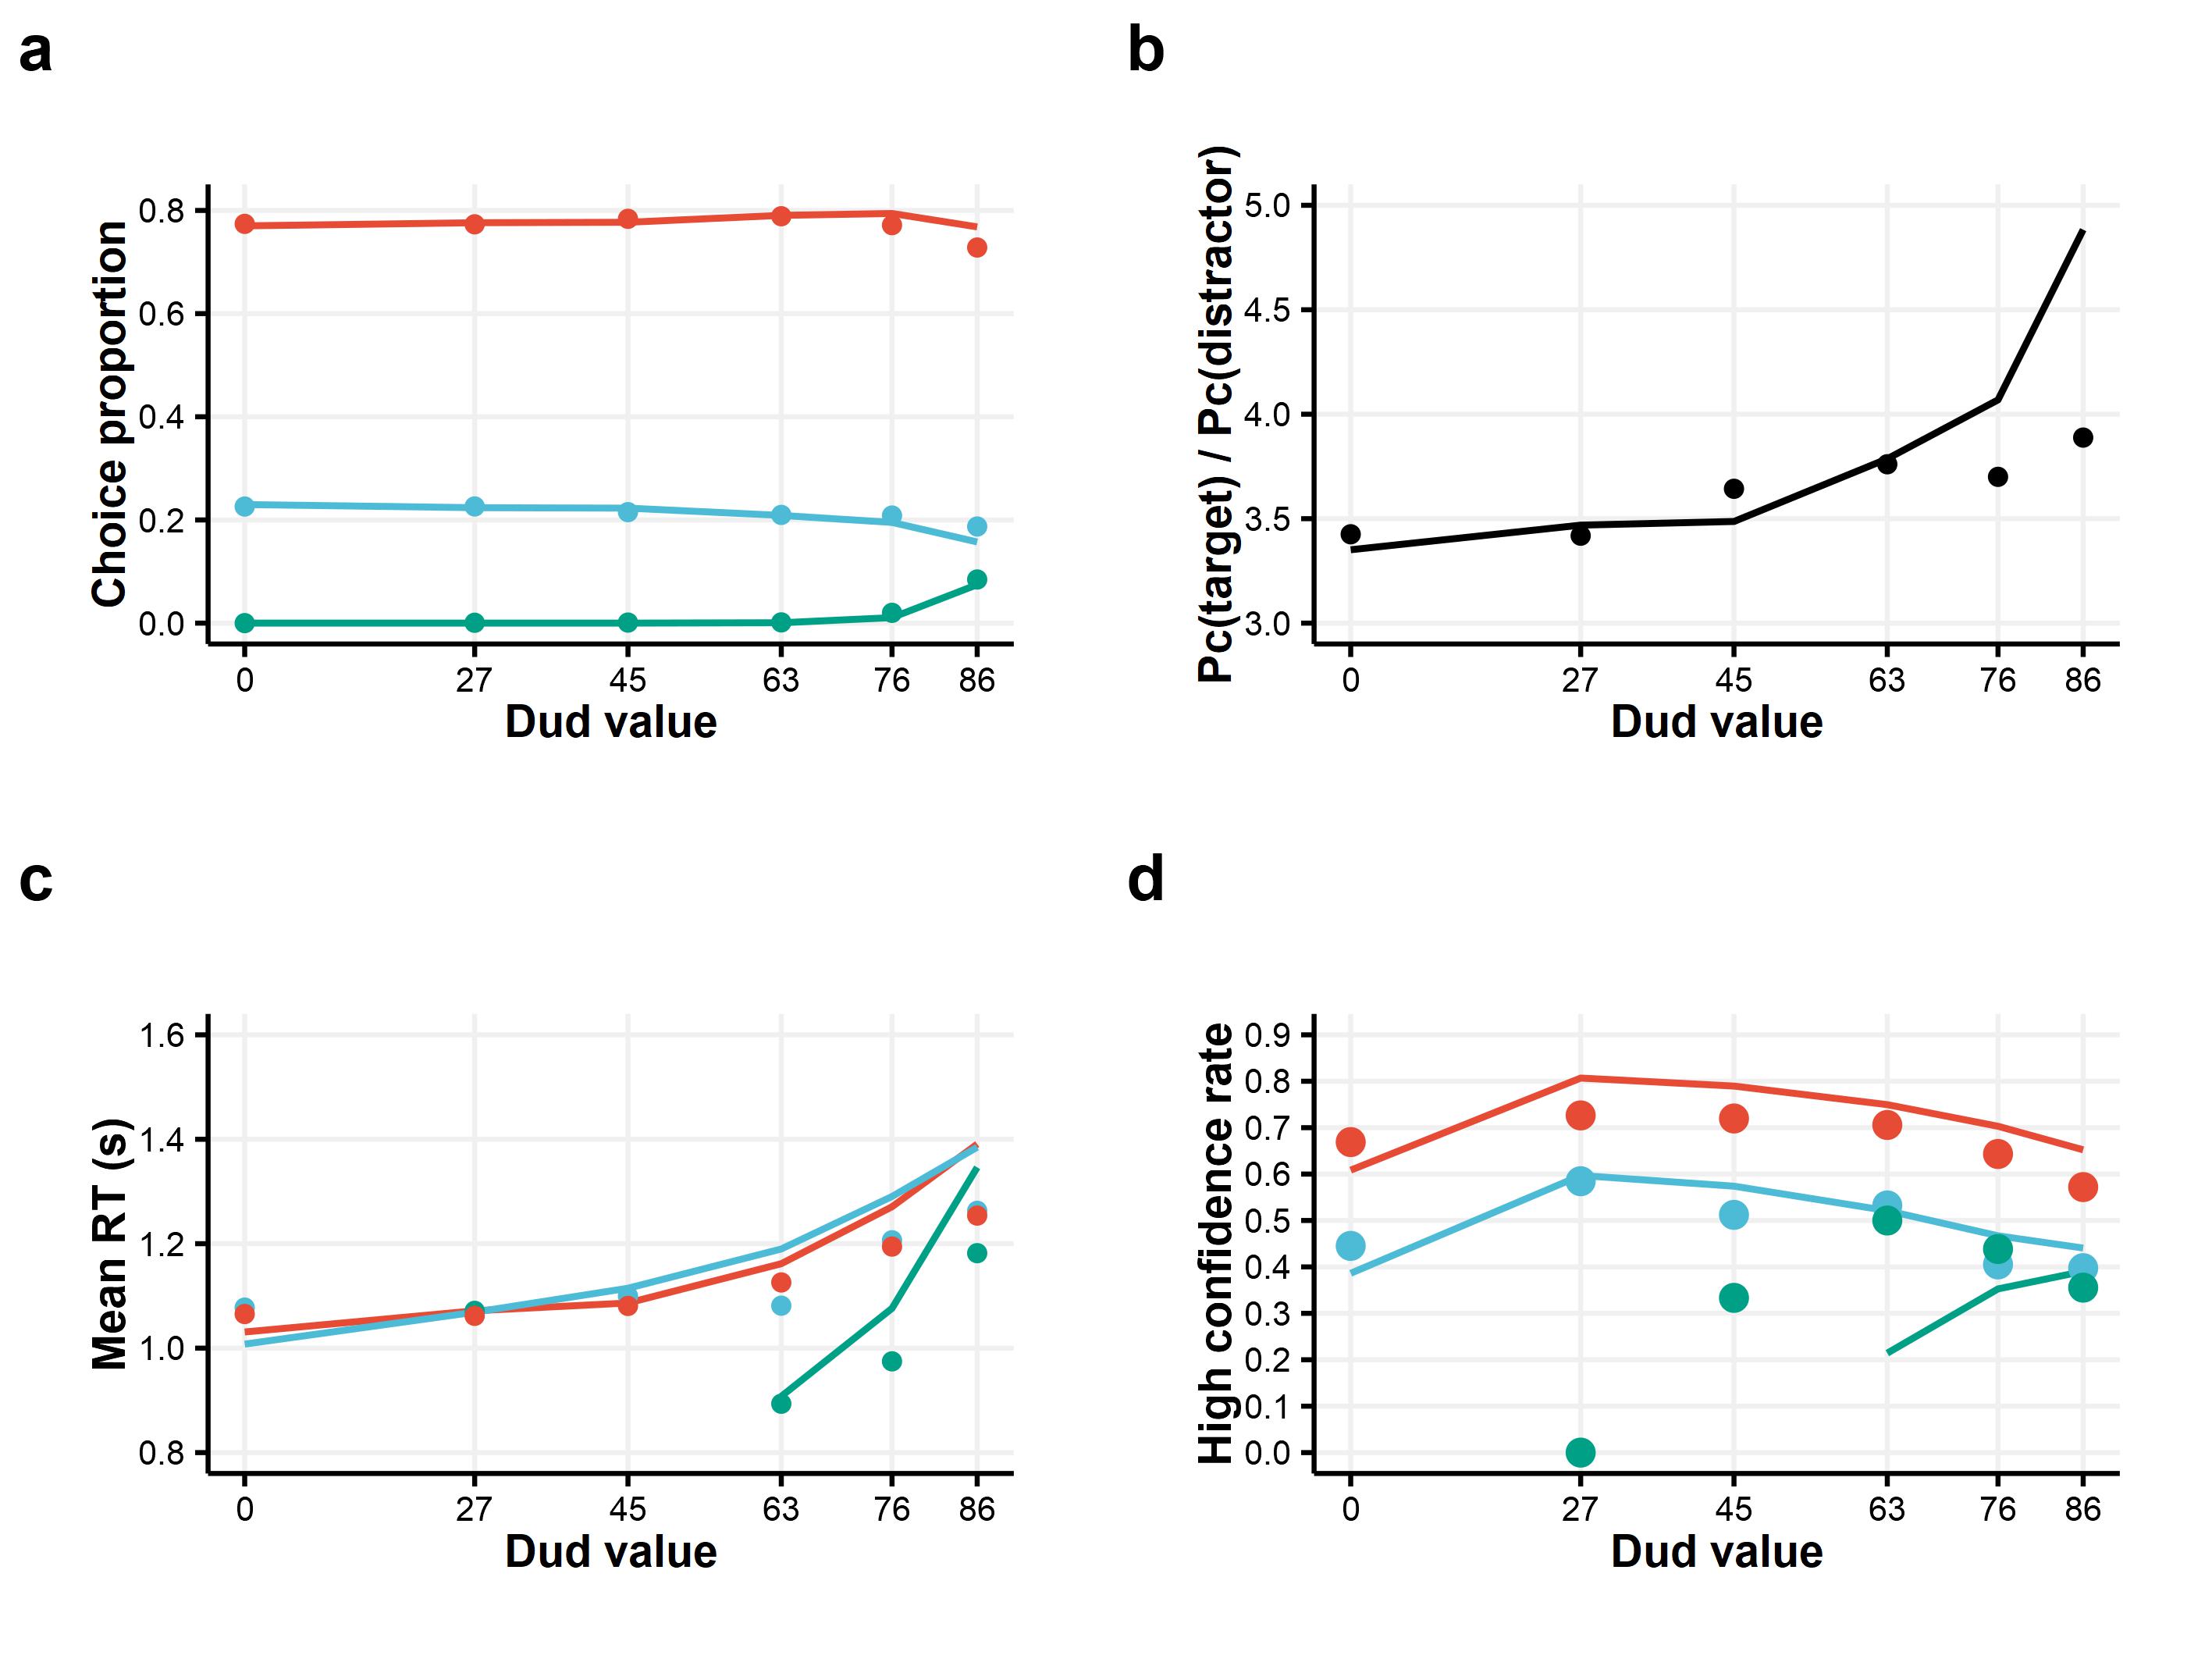 a
Choice proportion
0.8
0.6
0.4
0.2
0.0
0 27 45 63 76 86
Dud value
b
Pc(target) / Pc(distractor)
5.0
4.5
4.0
3.5
3.0
0 27 45 63 76 86
Dud value
c
Mean RT (s)
1.6
1.4
1.2
1.0
0.8
0 27 45 63 76 86
Dud value
d
High confidence rate
0.9
0.8
0.7
0.6
0.5
0.4
0.3
0.2
0.1
0.0
0 27 45 63 76 86
Dud value